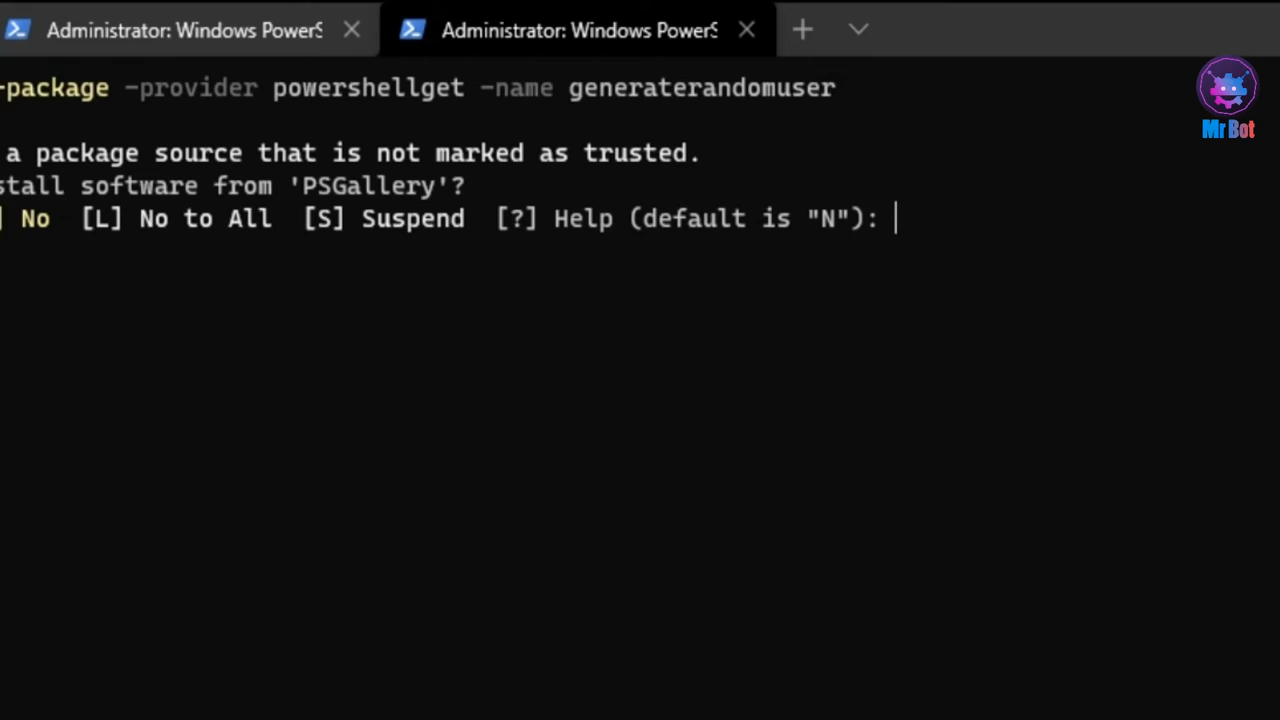 Administrator: Windows PowerS Administrator: Windows PowerS
-package -provider powershellget -name generaterandomuser
a package source that is not marked as trusted.
stall software from 'PSGallery'?
] No [L] No to All [S] Suspend [?] Help (default is "N"):
Mr Bot